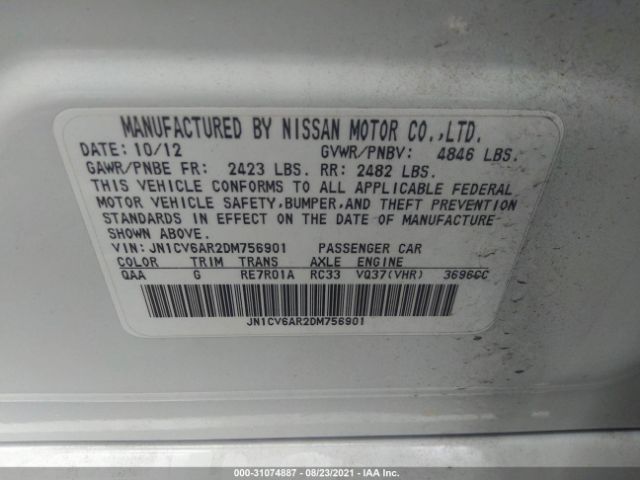 MANUFACTURED BY NISSAN MOTOR CO.,LTD.
DATE: 10/12 GVWR/PNBV: 4846 LBS.
GAWR/PNBE FR: 2423 LBS. RR: 2482 LBS.
THIS VEHICLE CONFORMS TO ALL APPLICABLE FEDERAL
MOTOR VEHICLE SAFETY, BUMPER, AND THEFT PREVENTION
STANDARDS IN EFFECT ON THE DATE OF MANUFACTURE
SHOWN ABOVE.
VIN: JN1CV6AR2DM756901 PASSENGER CAR
COLOR TRIM TRANS AXLE ENGINE
QAA G RE7R01A RC33 VQ37(VHR) 3696CC
JN1CV6AR2DM756901
000-31074887 - 08/23/2021 - IAA Inc.